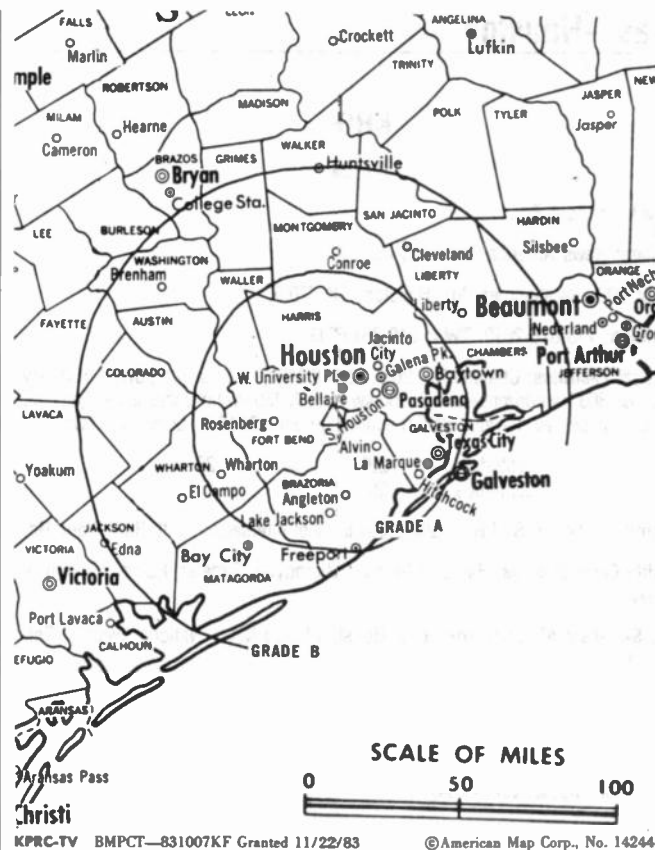 FALLS
Marlin
LEON
Crockett
ANGELINA
Lufkin
TRINITY
mple
ROBERTSON
MADISON
POLK
TYLER
JASPER
NEW
Jasper
MILAM
Hearne
Cameron
WALKER
Huntsville
BRAZOS
GRIMES
Bryan
College Sta.
SAN JACINTO
HARDIN
LEE
BURLESON
MONTGOMERY
Silsbee
WASHINGTON
Conroe
Cleveland
Brenham
WALLER
LIBERTY
ORANGE
Liberty
Beaumont
Port Nech
Or
FAYETTE
AUSTIN
HARRIS
Nederland
Gro
Jacinto
City
Houston
Galena Pk.
CHAMBERS
Port Arthur
COLORADO
W. University Pl.
Baytown
JEFFERSON
Bellaire
Pasadena
LAVACA
S. Houston
Rosenberg
FORT BEND
GALVESTON
Alvin
Texas City
Yoakum
WHARTON
Wharton
La Marque
Galveston
El Campo
BRAZORIA
Angleton
Hitchcock
Lake Jackson
GRADE A
JACKSON
Edna
VICTORIA
Bay City
Freeport
Victoria
MATAGORDA
Port Lavaca
CALHOUN
GRADE B
EFUGIO
ARANSAS
SCALE OF MILES
Aransas Pass
0 50 100
Christi
KPRC-TV BMPCT—831007KF Granted 11/22/83 ©American Map Corp., No. 14244